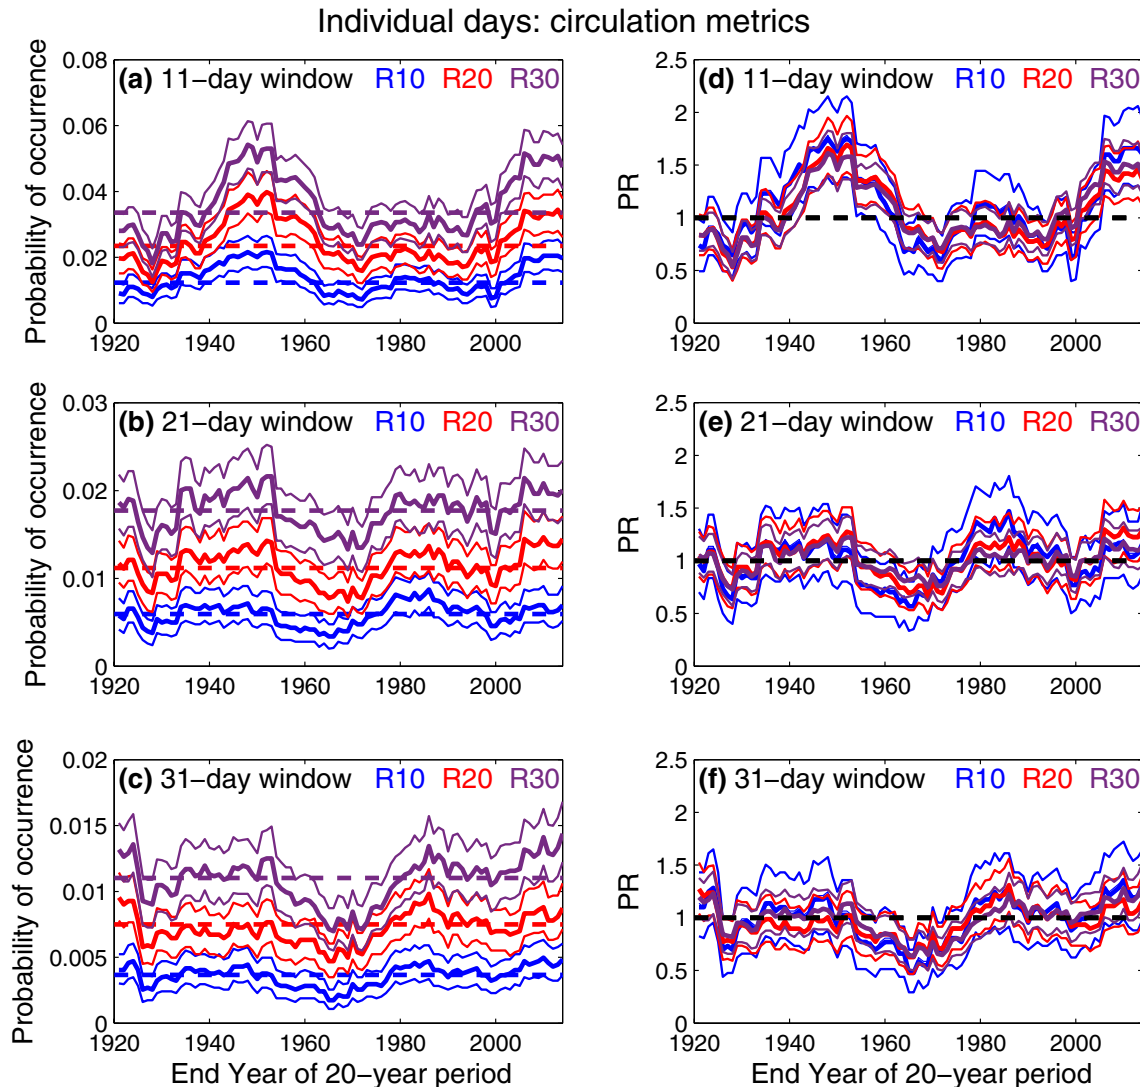 Individual days: circulation metrics
Probability of occurrence
0.08
0.06
0.04
0.02
0
(a) 11−day window R10 R20 R30
1920 1940 1960 1980 2000
PR
2.5
2
1.5
1
0.5
0
(d) 11−day window R10 R20 R30
1920 1940 1960 1980 2000
Probability of occurrence
0.03
0.02
0.01
0
(b) 21−day window R10 R20 R30
1920 1940 1960 1980 2000
PR
2.5
2
1.5
1
0.5
0
(e) 21−day window R10 R20 R30
1920 1940 1960 1980 2000
Probability of occurrence
0.02
0.015
0.01
0.005
0
(c) 31−day window R10 R20 R30
1920 1940 1960 1980 2000
End Year of 20−year period
PR
2.5
2
1.5
1
0.5
0
(f) 31−day window R10 R20 R30
1920 1940 1960 1980 2000
End Year of 20−year period